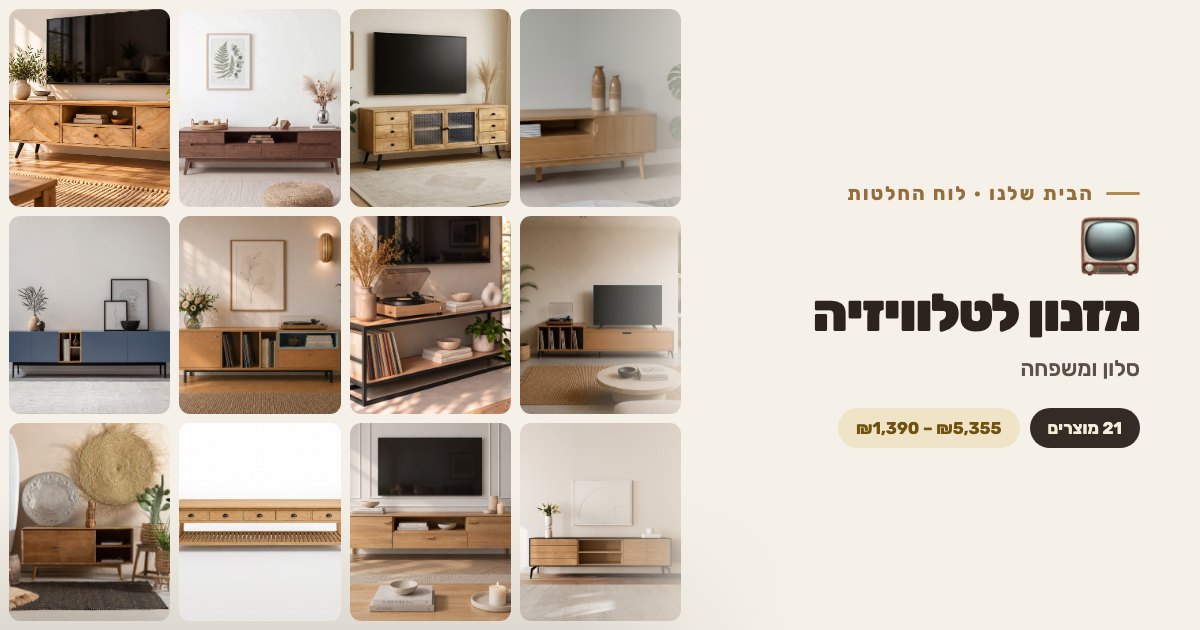 הבית שלנו • לוח החלטות
מזנון לטלוויזיה
סלון ומשפחה
21 מוצרים
₪1,390 – ₪5,355